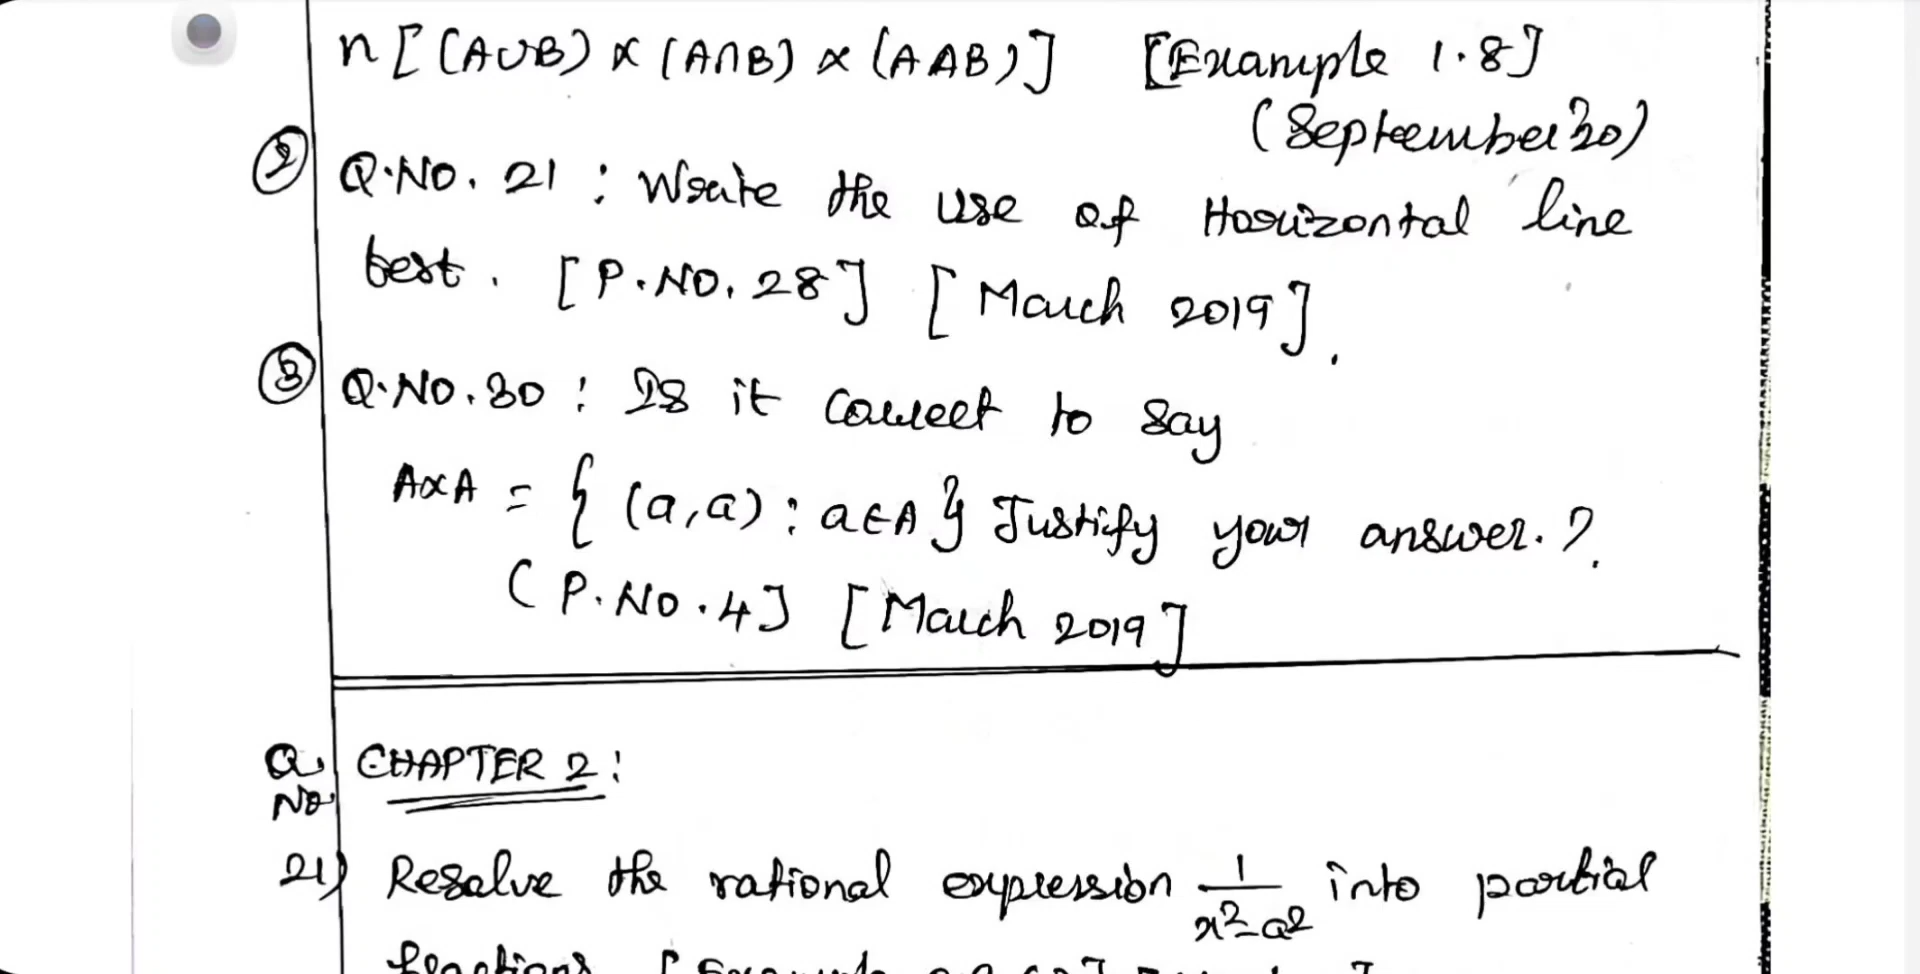 n[(A∪B) × (A∩B) × (A∆B)] [Example 1.8]
(September 20)
② Q.NO. 21 : Write the use of Horizontal line
test. [P.NO. 28] [March 2019].
③ Q.NO. 30 : Is it correct to say
A×A = { (a,a) : a∈A } Justify your answer.?
(P.NO.4] [March 2019]
Q. No CHAPTER 2:
21) Resolve the rational expression 1/(x²-a²) into partial
fractions